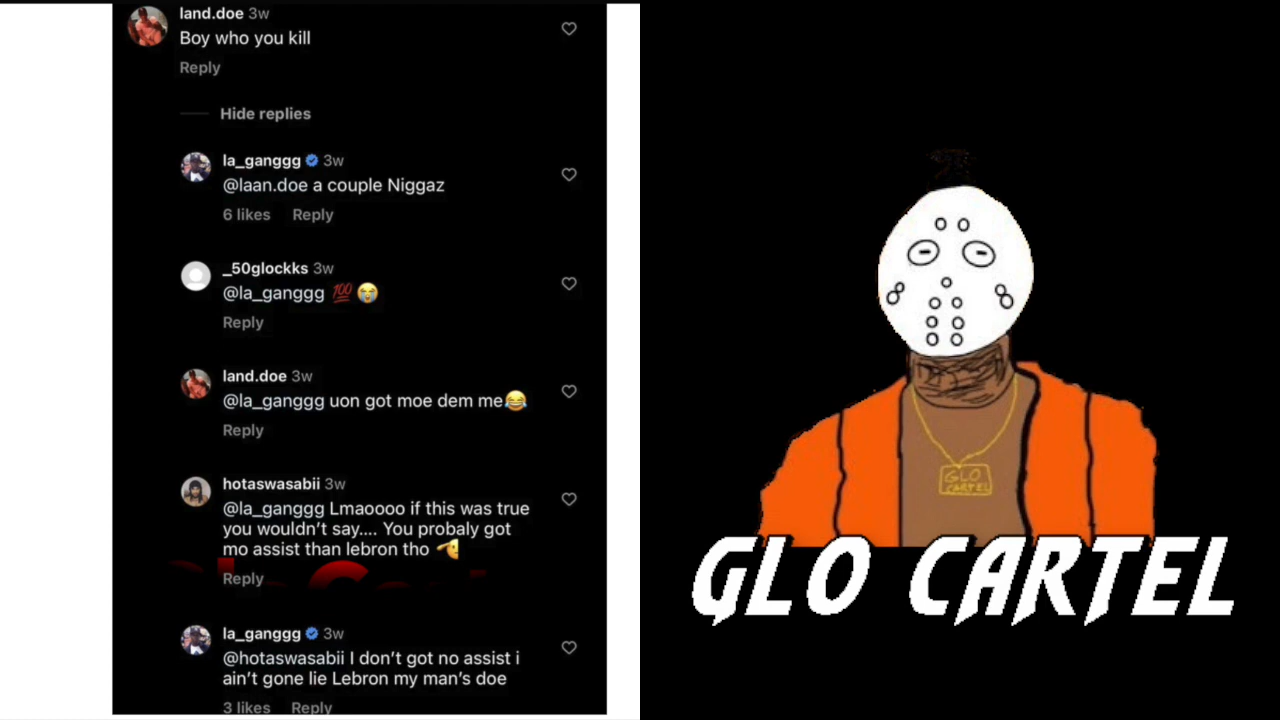 land.doe 3w
Boy who you kill
Reply
Hide replies
la_ganggg 3w
@laan.doe a couple Niggaz
6 likes Reply
_50glockks 3w
@la_ganggg 💯😭
Reply
land.doe 3w
@la_ganggg uon got moe dem me😂
Reply
hotaswasabii 3w
@la_ganggg Lmaoooo if this was true
you wouldn't say.... You probaly got
mo assist than lebron tho 🫡
Reply
la_ganggg 3w
@hotaswasabii I don't got no assist i
ain't gone lie Lebron my man's doe
3 likes Reply
GLO
CARTEL
GLO CARTEL